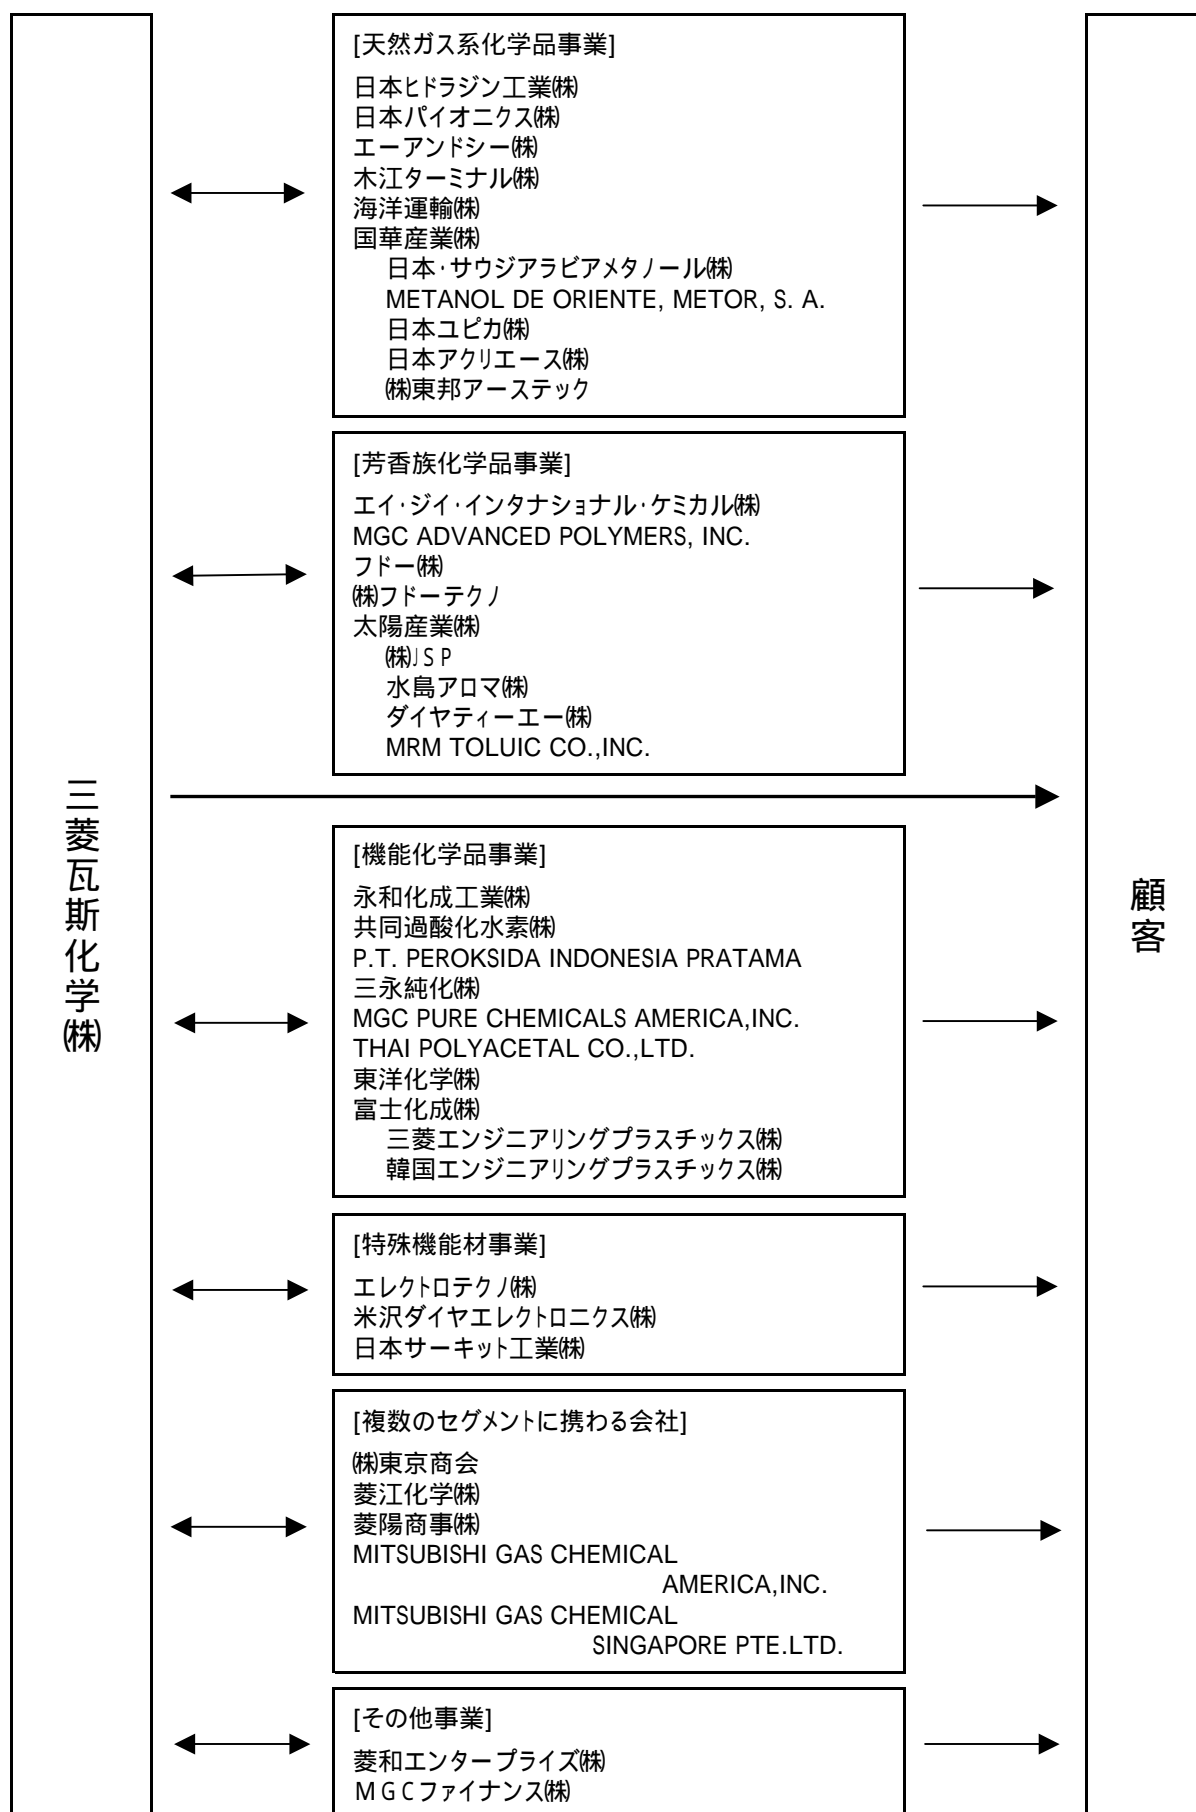 三菱瓦斯化学㈱
[天然ガス系化学品事業]
日本ヒドラジン工業㈱
日本パイオニクス㈱
エーアンドシー㈱
木江ターミナル㈱
海洋運輸㈱
国華産業㈱
日本・サウジアラビアメタノール㈱
METANOL DE ORIENTE, METOR, S. A.
日本ユピカ㈱
日本アクリエース㈱
㈱東邦アーステック
[芳香族化学品事業]
エイ・ジイ・インタナショナル・ケミカル㈱
MGC ADVANCED POLYMERS, INC.
フドー㈱
㈱フドーテクノ
太陽産業㈱
㈱JSP
水島アロマ㈱
ダイヤティーエー㈱
MRM TOLUIC CO.,INC.
[機能化学品事業]
永和化成工業㈱
共同過酸化水素㈱
P.T. PEROKSIDA INDONESIA PRATAMA
三永純化㈱
MGC PURE CHEMICALS AMERICA,INC.
THAI POLYACETAL CO.,LTD.
東洋化学㈱
富士化成㈱
三菱エンジニアリングプラスチックス㈱
韓国エンジニアリングプラスチックス㈱
[特殊機能材事業]
エレクトロテクノ㈱
米沢ダイヤエレクトロニクス㈱
日本サーキット工業㈱
[複数のセグメントに携わる会社]
㈱東京商会
菱江化学㈱
菱陽商事㈱
MITSUBISHI GAS CHEMICAL
AMERICA,INC.
MITSUBISHI GAS CHEMICAL
SINGAPORE PTE.LTD.
[その他事業]
菱和エンタープライズ㈱
ＭＧＣファイナンス㈱
顧客